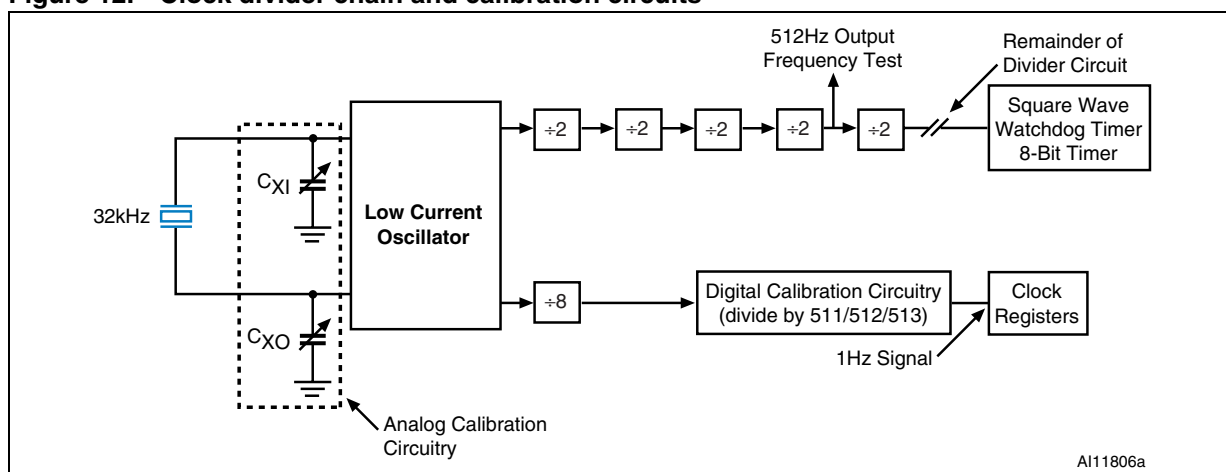 Figure 12. Clock divider chain and calibration circuits
512Hz Output
Frequency Test
Remainder of
Divider Circuit
÷2
÷2
÷2
÷2
÷2
Square Wave
Watchdog Timer
8-Bit Timer
CXI
32kHz
Low Current
Oscillator
CXO
÷8
Digital Calibration Circuitry
(divide by 511/512/513)
Clock
Registers
1Hz Signal
Analog Calibration
Circuitry
AI11806a